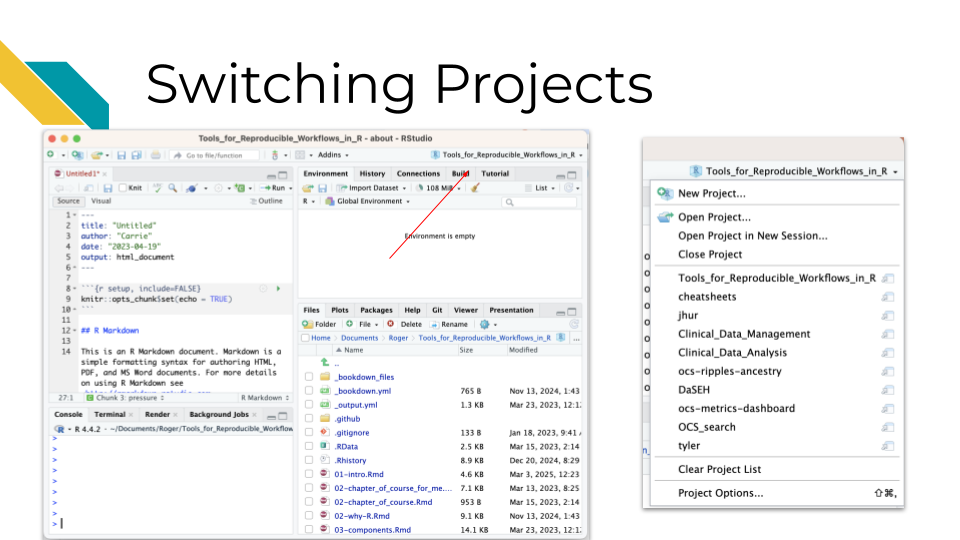 Switching Projects
Tools_for_Reproducible_Workflows_in_R - about - RStudio
Go to file/function
Addins
Tools_for_Reproducible_Workflows_in_R
Untitled1*
Knit
Run
Source Visual
Outline
1 ---
2 title: "Untitled"
3 author: "Carrie"
4 date: "2023-04-19"
5 output: html_document
6 ---
7
8 ```{r setup, include=FALSE}
9 knitr::opts_chunk$set(echo = TRUE)
10 ```
11
12 ## R Markdown
13
14 This is an R Markdown document. Markdown is a
simple formatting syntax for authoring HTML,
PDF, and MS Word documents. For more details
on using R Markdown see
27:1 Chunk 3: pressure R Markdown
Console Terminal Render Background Jobs
R 4.4.2 · ~/Documents/Roger/Tools_for_Reproducible_Workflow
>
>
>
>
>
>
>
>
Environment History Connections Build Tutorial
Import Dataset 108 MiB List
R Global Environment
Environment is empty
Files Plots Packages Help Git Viewer Presentation
Folder File Delete Rename
Home Documents Roger Tools_for_Reproducible_Workflows_in_R ...
Name Size Modified
..
_bookdown_files
_bookdown.yml 765 B Nov 13, 2024, 1:43
_output.yml 1.3 KB Mar 23, 2023, 12:1
.github
.gitignore 133 B Jan 18, 2023, 9:41
.RData 2.5 KB Mar 15, 2023, 2:14
.Rhistory 8.9 KB Dec 20, 2024, 8:29
01-intro.Rmd 4.6 KB Mar 3, 2025, 12:23
02-chapter_of_course_for_me.... 7.1 KB Mar 13, 2023, 8:25
02-chapter_of_course.Rmd 953 B Mar 15, 2023, 2:14
02-why-R.Rmd 9.1 KB Nov 13, 2024, 1:43
03-components.Rmd 14.1 KB Mar 23, 2023, 12:1
Tools_for_Reproducible_Workflows_in_R
New Project...
Open Project...
Open Project in New Session...
Close Project
Tools_for_Reproducible_Workflows_in_R
cheatsheets
jhur
Clinical_Data_Management
Clinical_Data_Analysis
ocs-ripples-ancestry
DaSEH
ocs-metrics-dashboard
OCS_search
tyler
Clear Project List
Project Options... ⇧⌘,